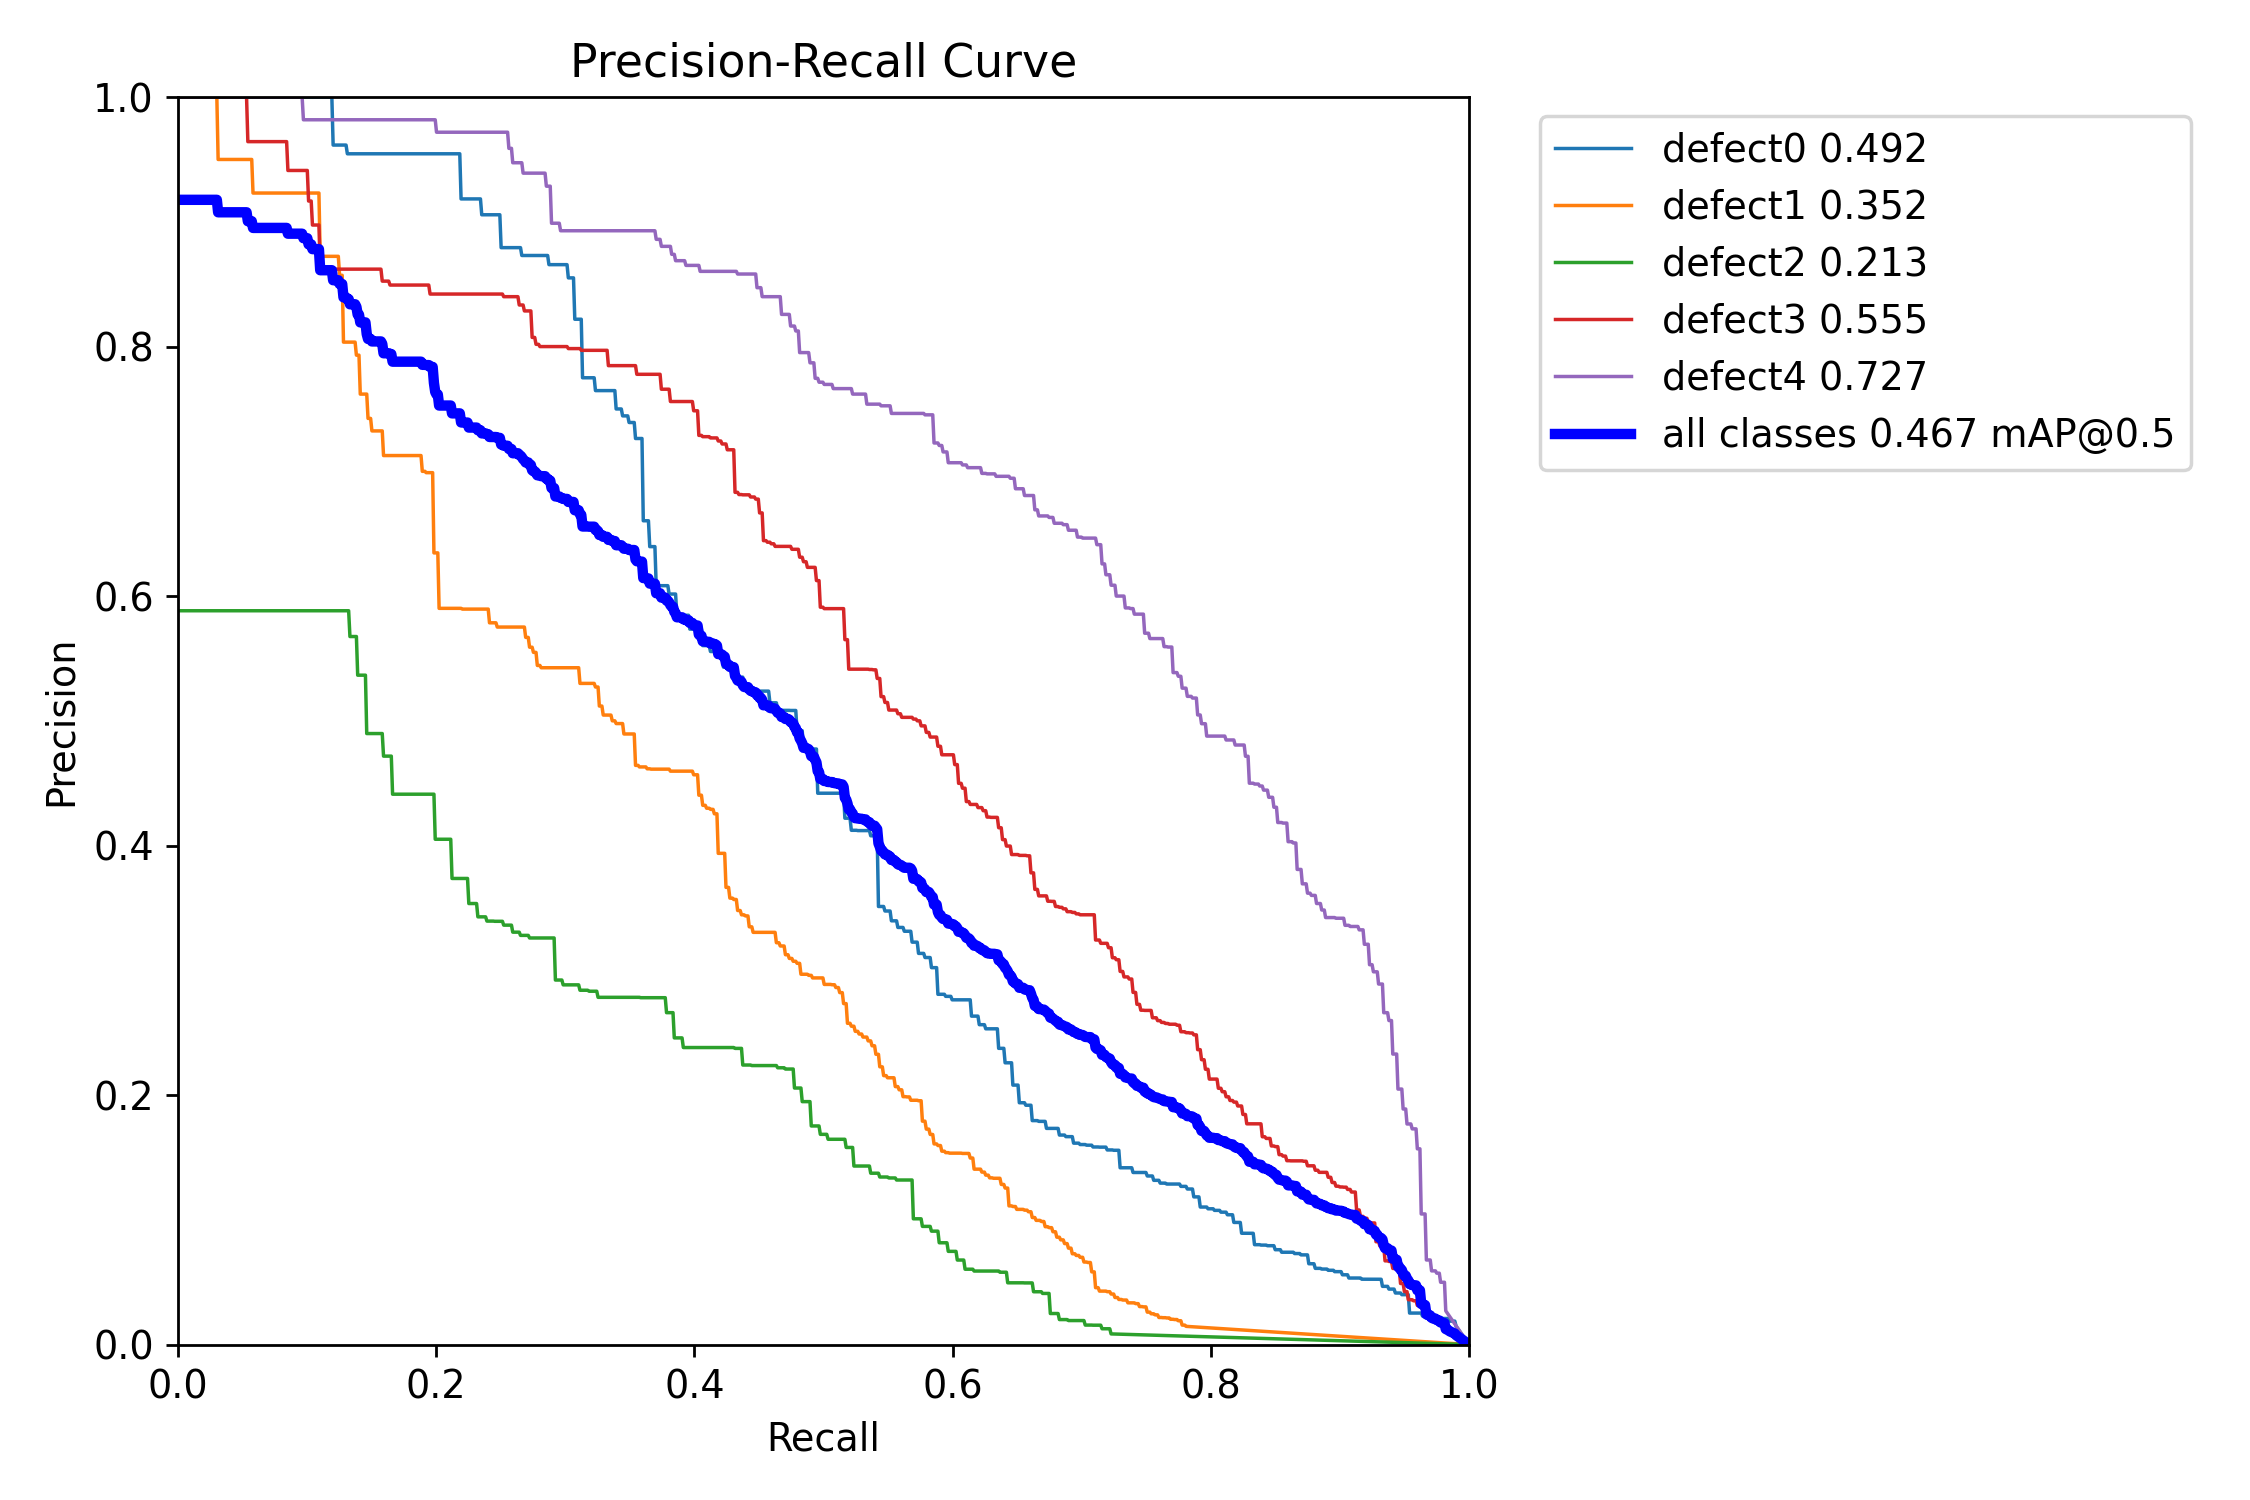 Precision-Recall Curve
1.0
0.8
0.6
0.4
0.2
0.0
Precision
0.0 0.2 0.4 0.6 0.8 1.0
Recall
defect0 0.492
defect1 0.352
defect2 0.213
defect3 0.555
defect4 0.727
all classes 0.467 mAP@0.5